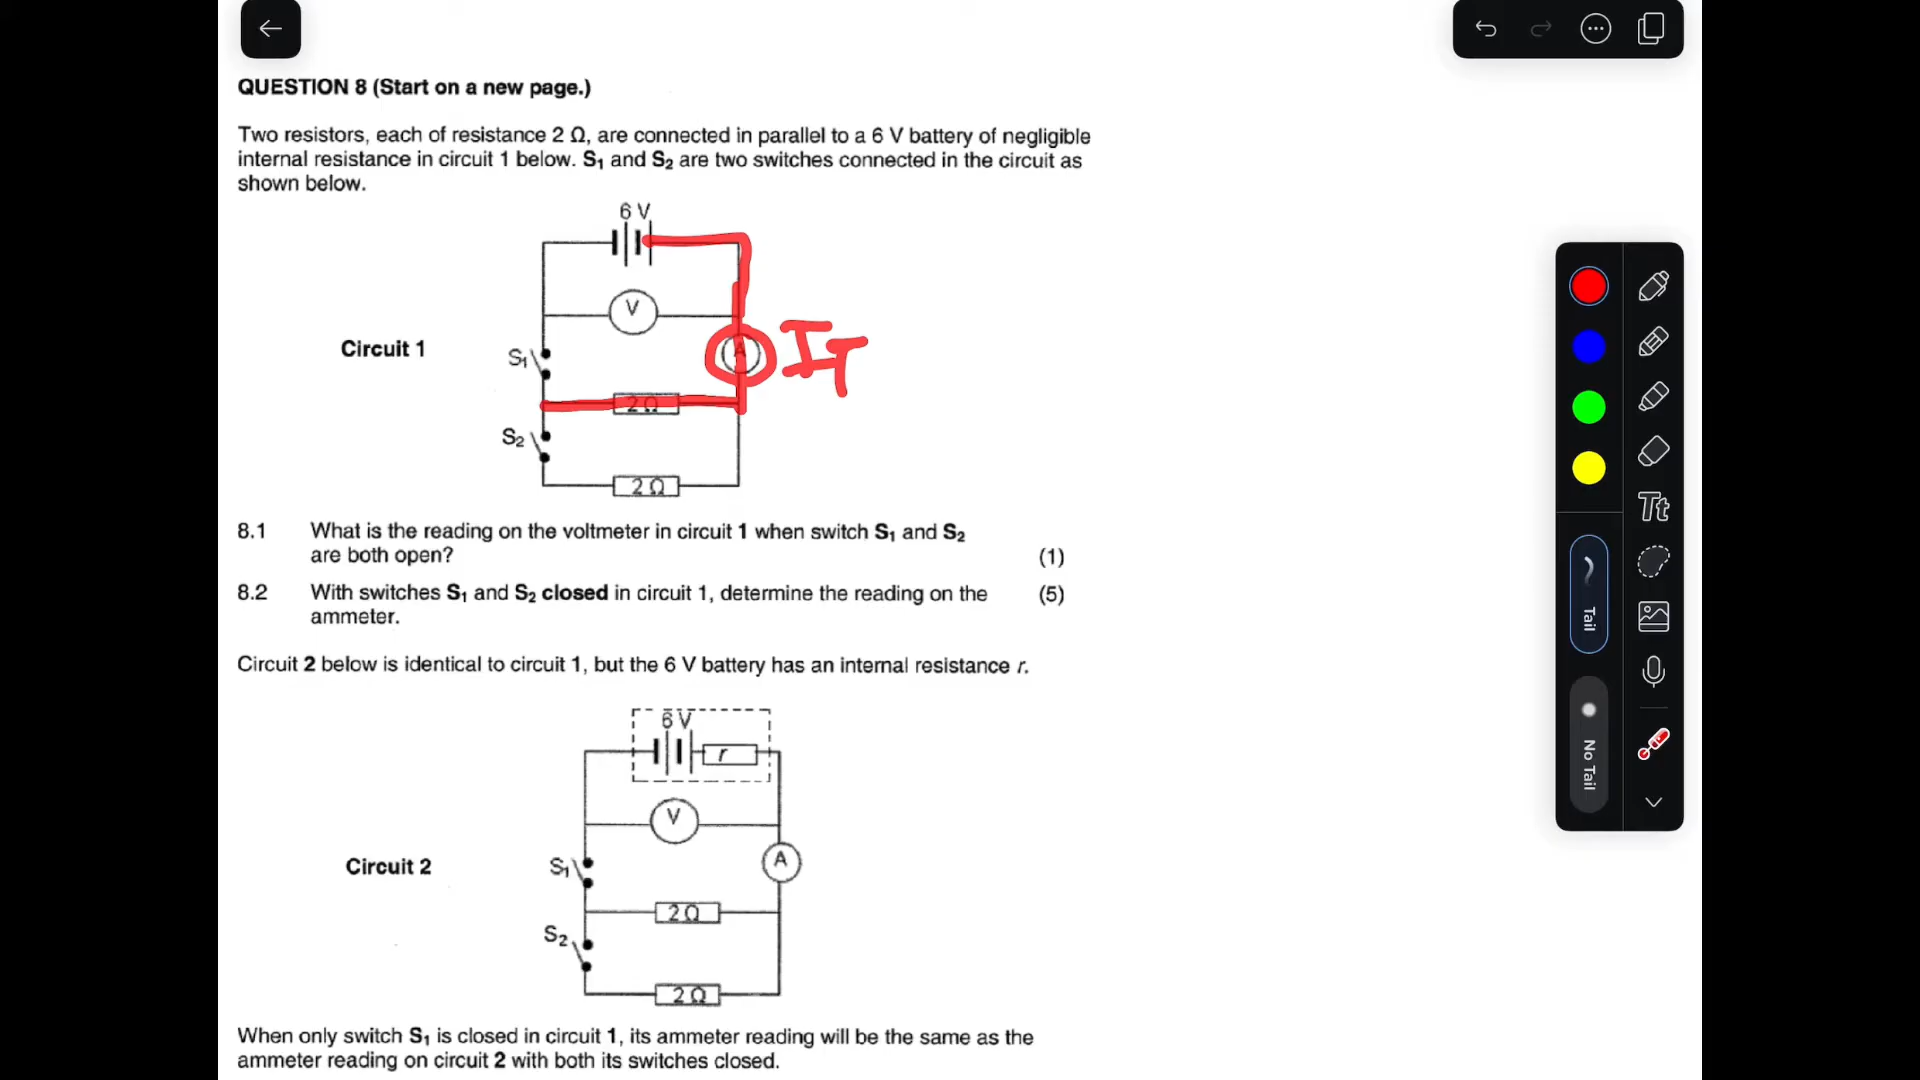 QUESTION 8 (Start on a new page.)
Two resistors, each of resistance 2 Ω, are connected in parallel to a 6 V battery of negligible
internal resistance in circuit 1 below. S₁ and S₂ are two switches connected in the circuit as
shown below.
6 V
V
Circuit 1
S₁
A
I_T
2 Ω
S₂
2 Ω
8.1 What is the reading on the voltmeter in circuit 1 when switch S₁ and S₂
are both open? (1)
8.2 With switches S₁ and S₂ closed in circuit 1, determine the reading on the (5)
ammeter.
Circuit 2 below is identical to circuit 1, but the 6 V battery has an internal resistance r.
6 V
r
V
Circuit 2
S₁
A
2 Ω
S₂
2 Ω
When only switch S₁ is closed in circuit 1, its ammeter reading will be the same as the
ammeter reading on circuit 2 with both its switches closed.
Tt
Tail
No Tail